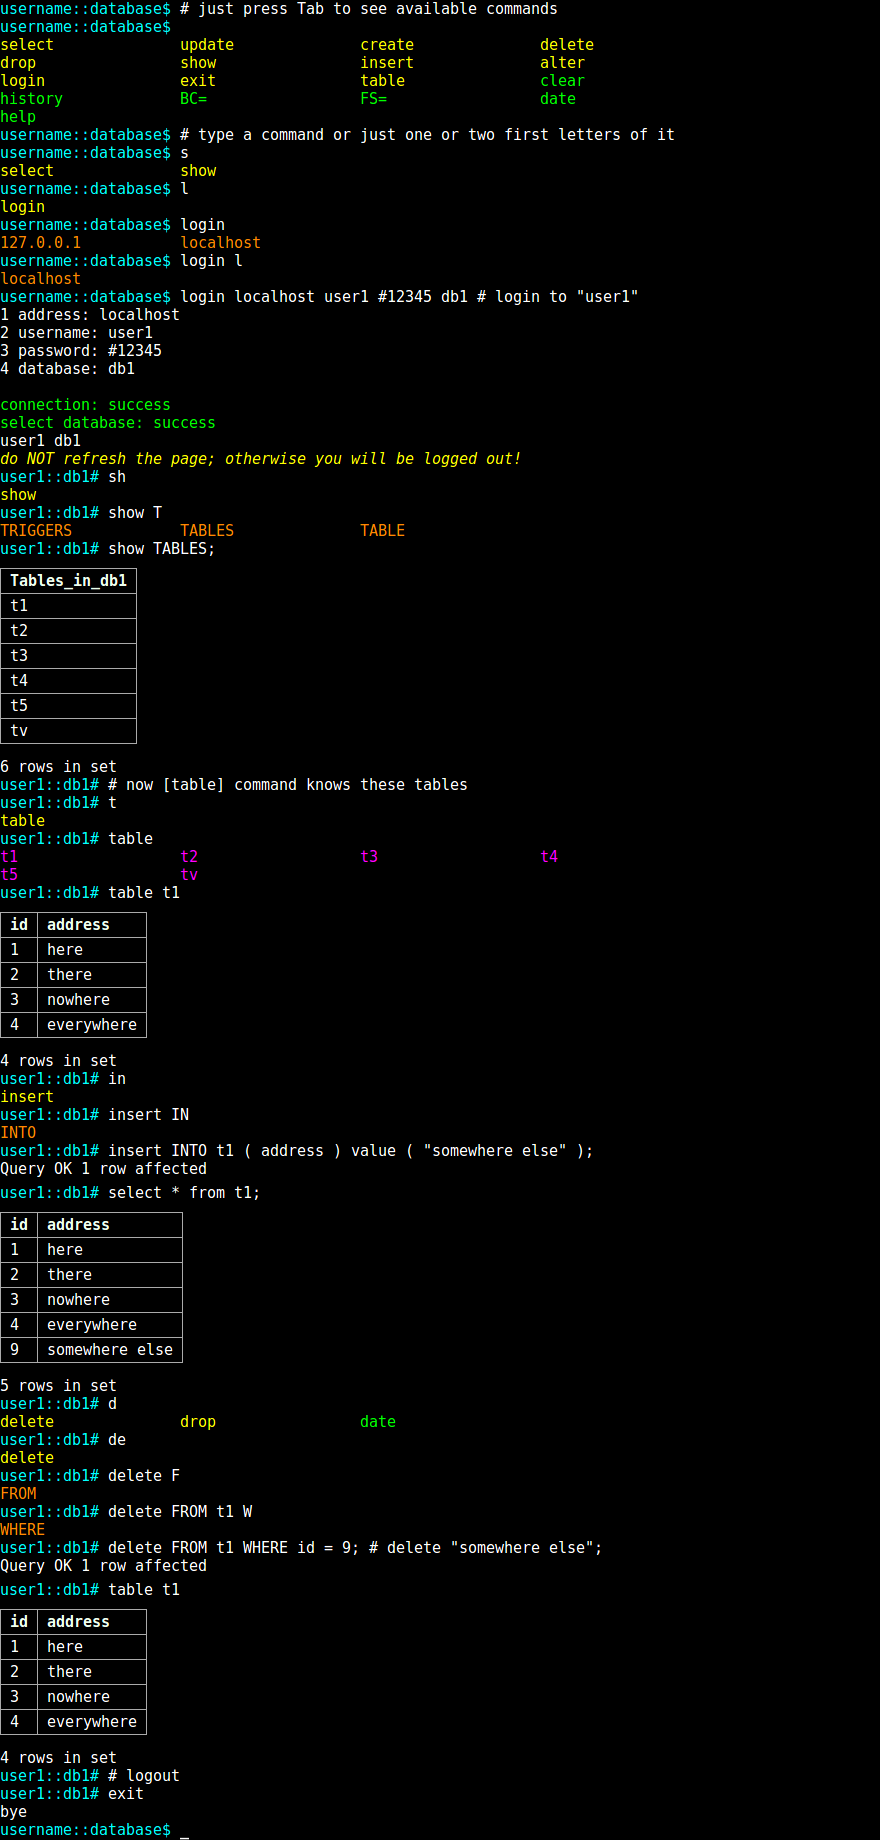 username::database$ # just press Tab to see available commands
username::database$
select update create delete
drop show insert alter
login exit table clear
history BC= FS= date
help
username::database$ # type a command or just one or two first letters of it
username::database$ s
select show
username::database$ l
login
username::database$ login
127.0.0.1 localhost
username::database$ login l
localhost
username::database$ login localhost user1 #12345 db1 # login to "user1"
1 address: localhost
2 username: user1
3 password: #12345
4 database: db1
connection: success
select database: success
user1 db1
do NOT refresh the page; otherwise you will be logged out!
user1::db1# sh
show
user1::db1# show T
TRIGGERS TABLES TABLE
user1::db1# show TABLES;
Tables_in_db1
t1
t2
t3
t4
t5
tv
6 rows in set
user1::db1# # now [table] command knows these tables
user1::db1# t
table
user1::db1# table
t1 t2 t3 t4
t5 tv
user1::db1# table t1
id address
1 here
2 there
3 nowhere
4 everywhere
4 rows in set
user1::db1# in
insert
user1::db1# insert IN
INTO
user1::db1# insert INTO t1 ( address ) value ( "somewhere else" );
Query OK 1 row affected
user1::db1# select * from t1;
id address
1 here
2 there
3 nowhere
4 everywhere
9 somewhere else
5 rows in set
user1::db1# d
delete drop date
user1::db1# de
delete
user1::db1# delete F
FROM
user1::db1# delete FROM t1 W
WHERE
user1::db1# delete FROM t1 WHERE id = 9; # delete "somewhere else";
Query OK 1 row affected
user1::db1# table t1
id address
1 here
2 there
3 nowhere
4 everywhere
4 rows in set
user1::db1# # logout
user1::db1# exit
bye
username::database$ _